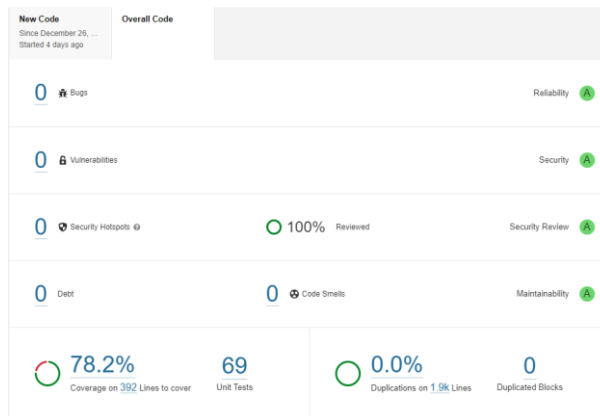 New Code
Since December 26, ...
Started 4 days ago
Overall Code
0 Bugs
Reliability A
0 Vulnerabilities
Security A
0 Security Hotspots
100% Reviewed
Security Review A
0 Debt
0 Code Smells
Maintainability A
78.2%
Coverage on 392 Lines to cover
69
Unit Tests
0.0%
Duplications on 1.9k Lines
0
Duplicated Blocks